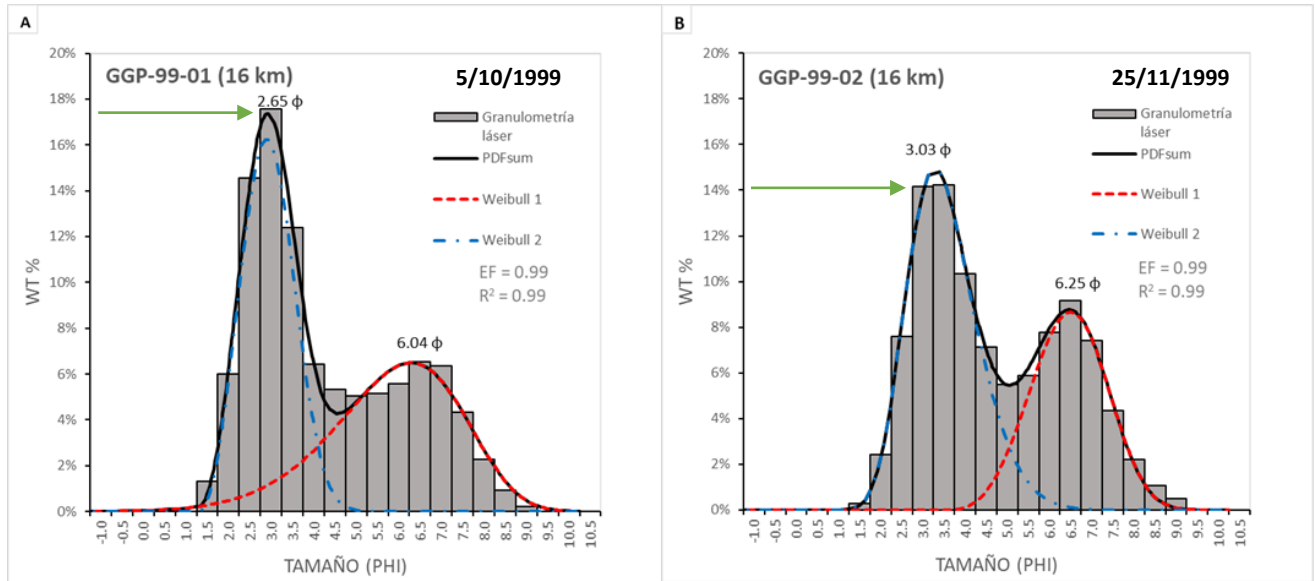 A
GGP-99-01 (16 km)
5/10/1999
20%
18%
16%
14%
12%
10%
8%
6%
4%
2%
0%
WT %
2.65 ϕ
6.04 ϕ
Granulometría
láser
PDFsum
Weibull 1
Weibull 2
EF = 0.99
R² = 0.99
-1.0
-0.5
0.0
0.5
1.0
1.5
2.0
2.5
3.0
3.5
4.0
4.5
5.0
5.5
6.0
6.5
7.0
7.5
8.0
8.5
9.0
9.5
10.0
10.5
TAMAÑO (PHI)
B
GGP-99-02 (16 km)
25/11/1999
20%
18%
16%
14%
12%
10%
8%
6%
4%
2%
0%
WT %
3.03 ϕ
6.25 ϕ
Granulometría
láser
PDFsum
Weibull 1
Weibull 2
EF = 0.99
R² = 0.99
-1.0
-0.5
0.0
0.5
1.0
1.5
2.0
2.5
3.0
3.5
4.0
4.5
5.0
5.5
6.0
6.5
7.0
7.5
8.0
8.5
9.0
9.5
10.0
10.5
TAMAÑO (PHI)